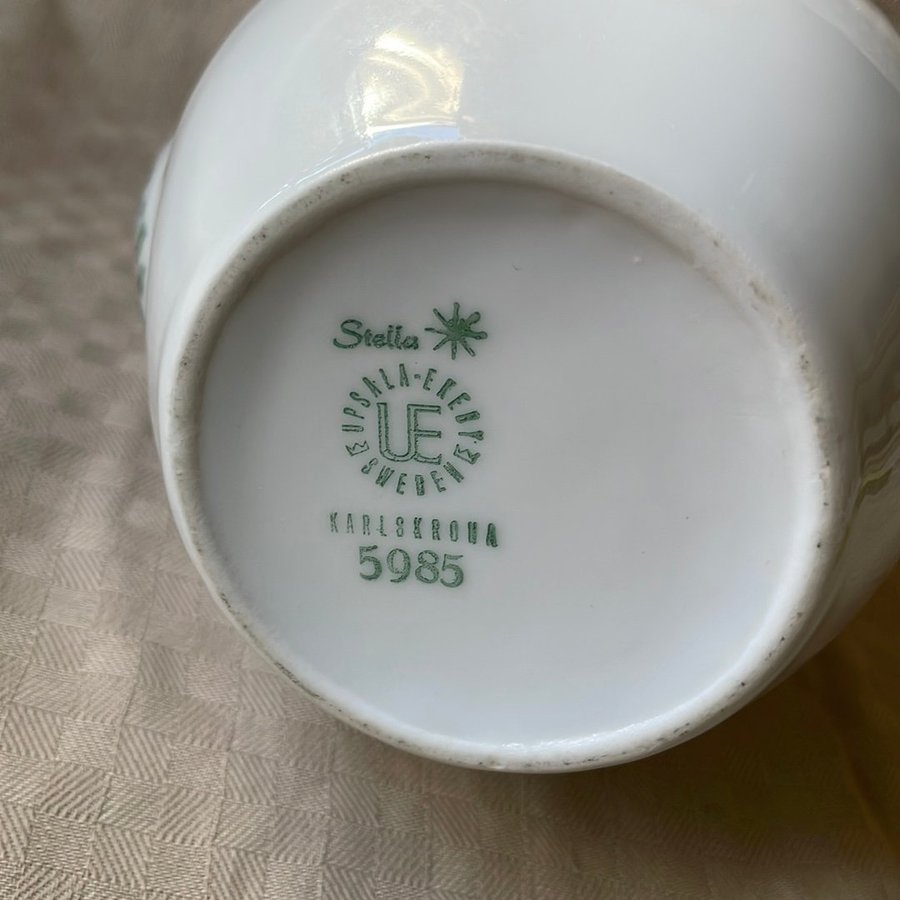 Stella
UPSALA-EKEBY
UE
SWEDEN
KARLSKRONA
5985